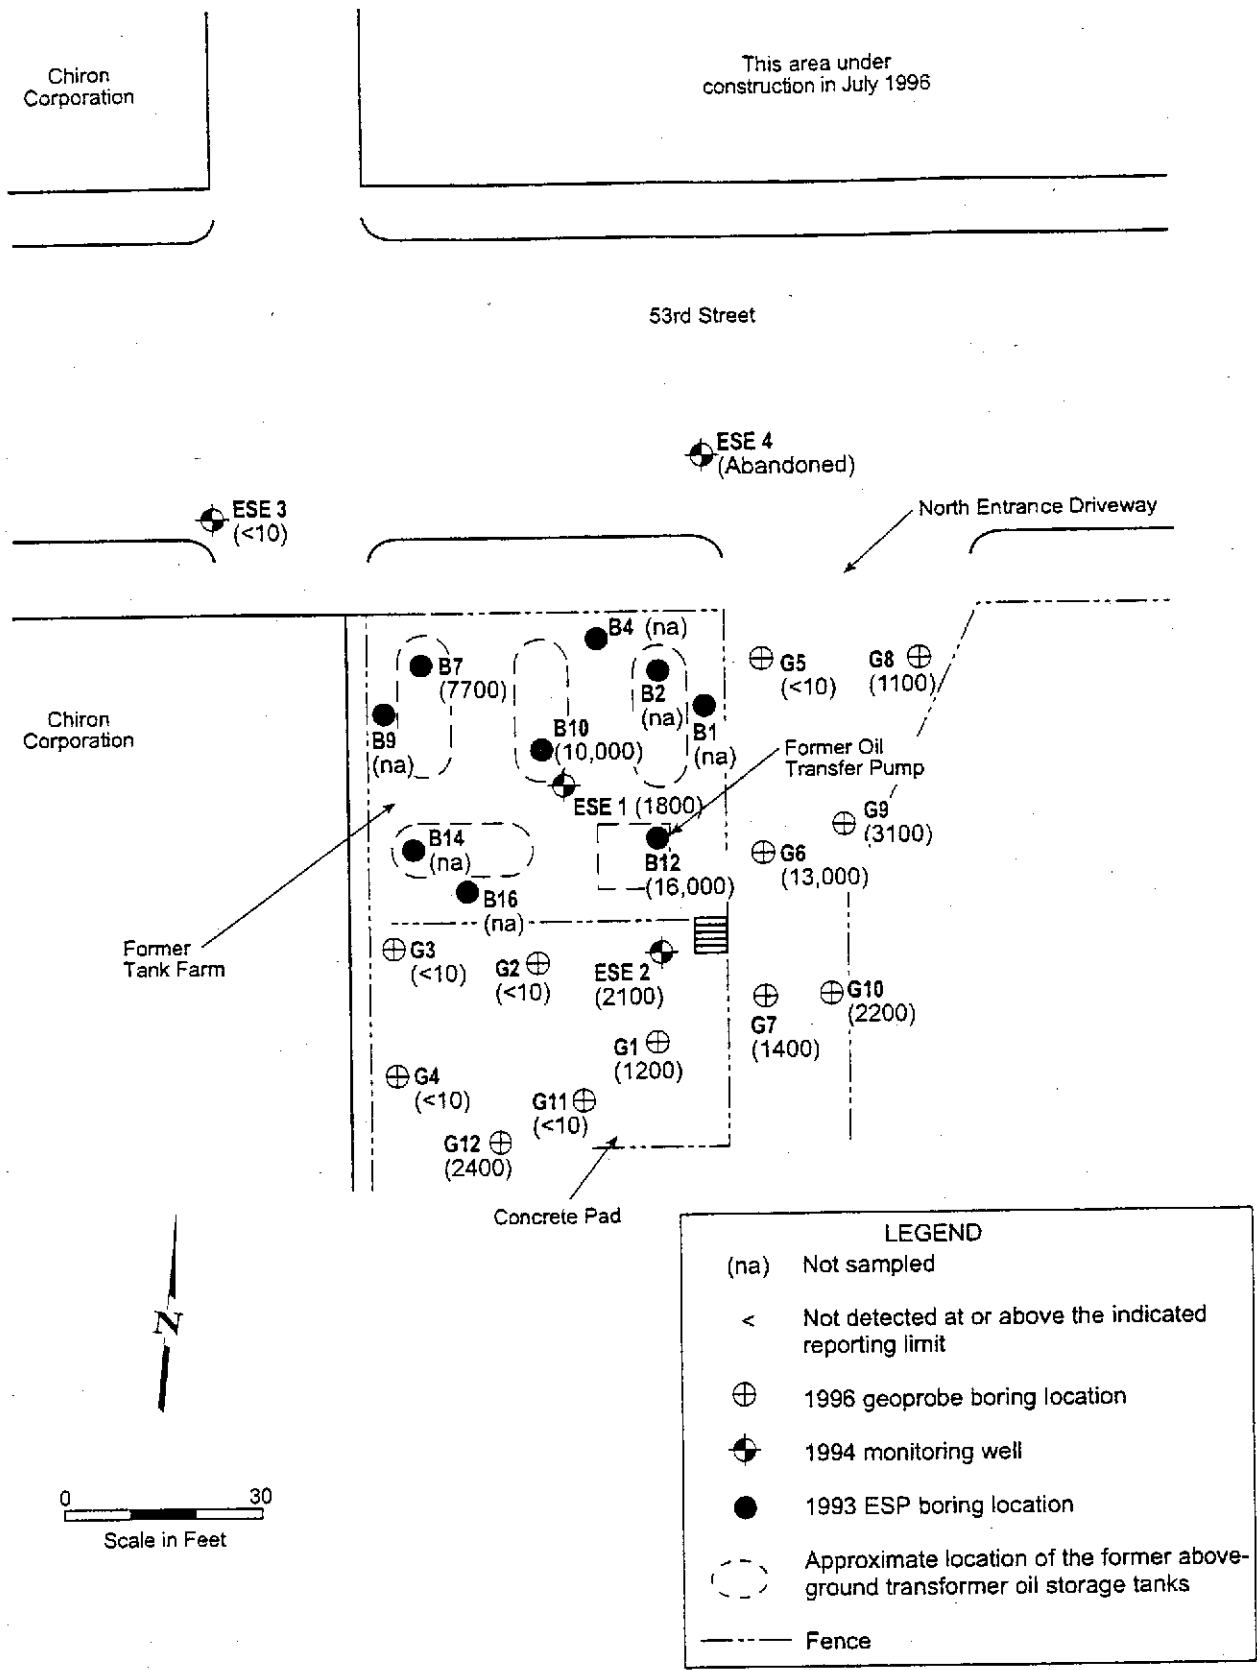 Chiron
Corporation
This area under
construction in July 1996
53rd Street
ESE 4
(Abandoned)
ESE 3
(<10)
North Entrance Driveway
B4 (na)
B7
(7700)
B2
(na)
G5
(<10)
G8
(1100)
Chiron
Corporation
B9
(na)
B10
(10,000)
B1
(na)
Former Oil
Transfer Pump
ESE 1 (1800)
G9
(3100)
B14
(na)
B12
(16,000)
G6
(13,000)
B16
(na)
Former
Tank Farm
G3
(<10)
G2
(<10)
ESE 2
(2100)
G10
(2200)
G7
(1400)
G1
(1200)
G4
(<10)
G11
(<10)
G12
(2400)
Concrete Pad
N
0 30
Scale in Feet
LEGEND
(na) Not sampled
< Not detected at or above the indicated
reporting limit
1996 geoprobe boring location
1994 monitoring well
1993 ESP boring location
Approximate location of the former above-
ground transformer oil storage tanks
Fence